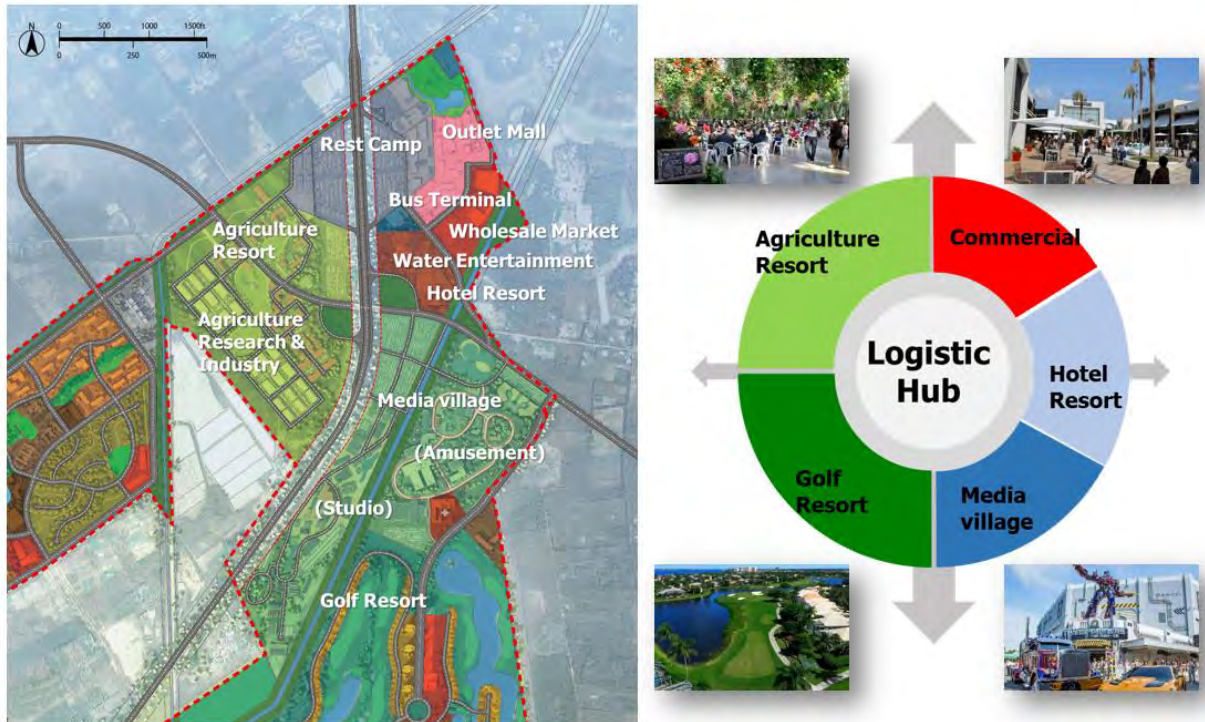 N
0 500 1000 1500ft
0 250 500m
Rest Camp
Outlet Mall
Bus Terminal
Agriculture
Resort
Wholesale Market
Water Entertainment
Hotel Resort
Agriculture
Research &
Industry
Media village
(Amusement)
(Studio)
Golf Resort
Agriculture
Resort
Commercial
Logistic
Hub
Hotel
Resort
Golf
Resort
Media
village